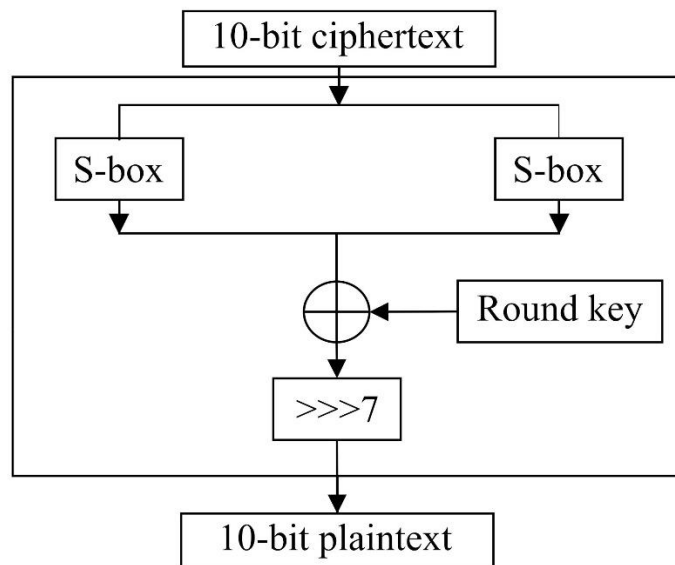 10-bit ciphertext
S-box
S-box
Round key
>>>7
10-bit plaintext